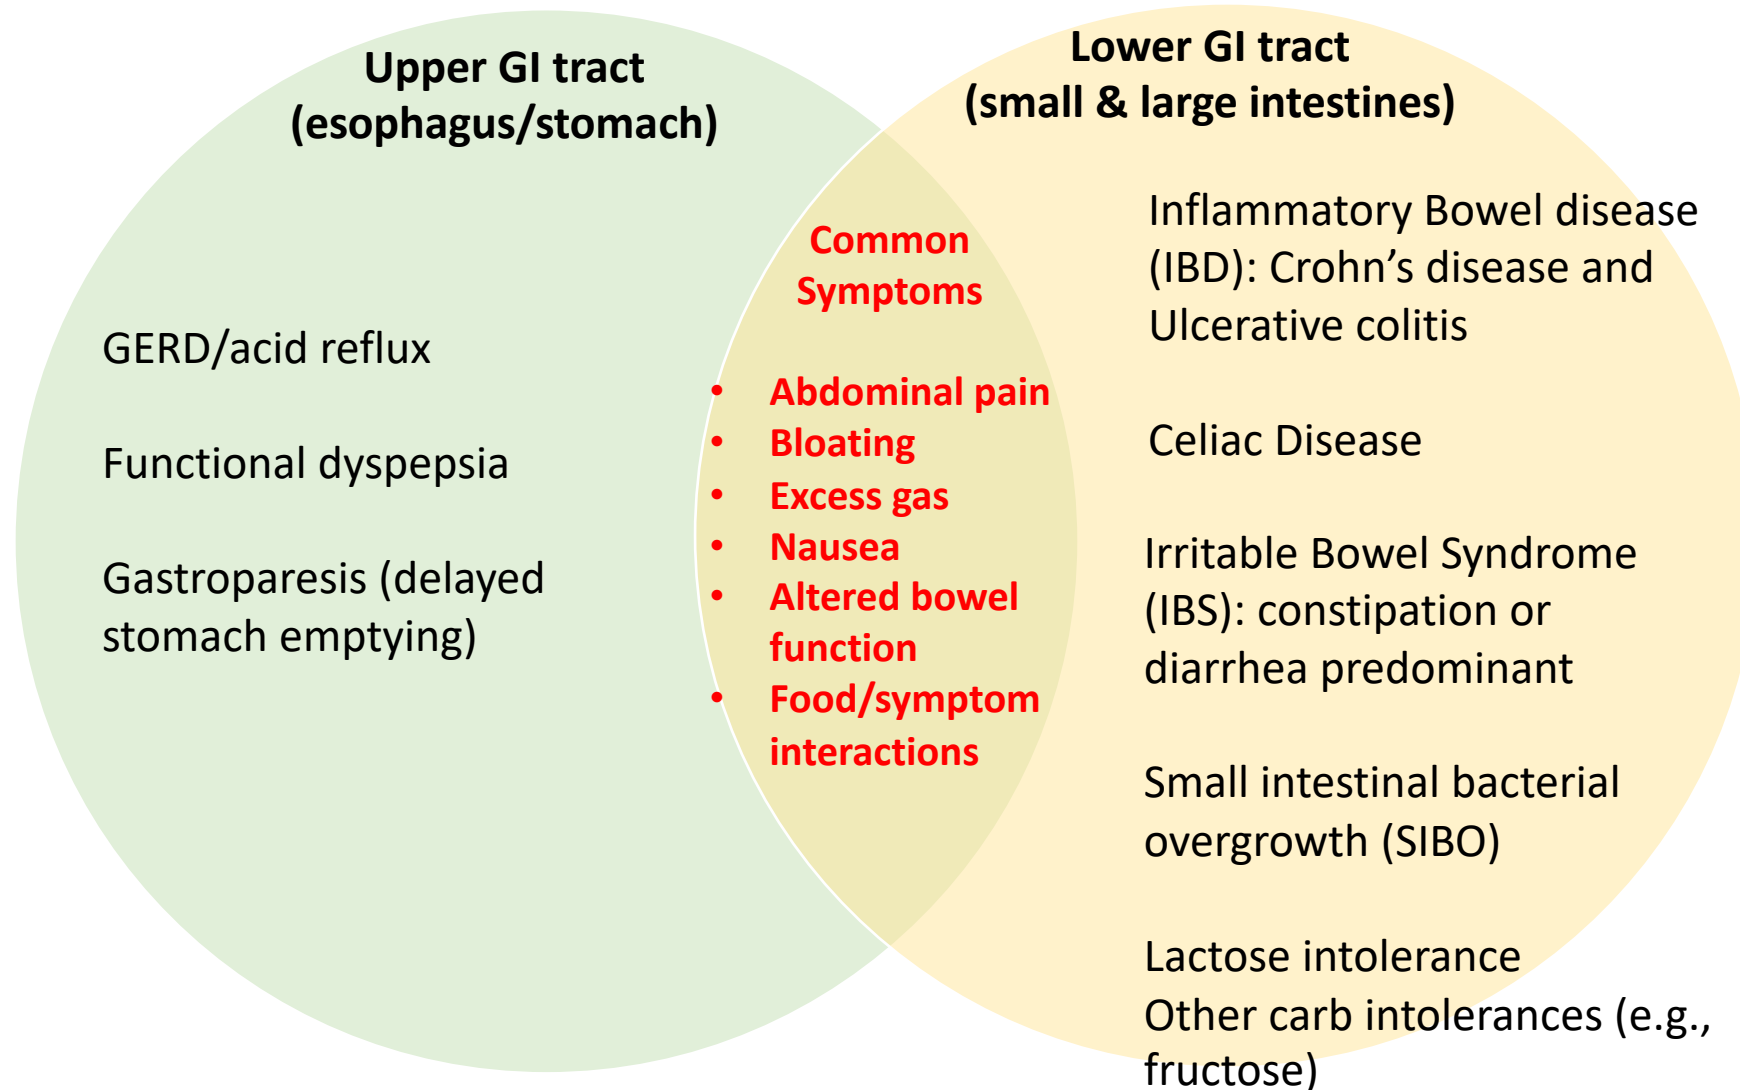 Upper GI tract
(esophagus/stomach)
GERD/acid reflux
Functional dyspepsia
Gastroparesis (delayed
stomach emptying)
Common
Symptoms
• Abdominal pain
• Bloating
• Excess gas
• Nausea
• Altered bowel
function
• Food/symptom
interactions
Lower GI tract
(small & large intestines)
Inflammatory Bowel disease
(IBD): Crohn’s disease and
Ulcerative colitis
Celiac Disease
Irritable Bowel Syndrome
(IBS): constipation or
diarrhea predominant
Small intestinal bacterial
overgrowth (SIBO)
Lactose intolerance
Other carb intolerances (e.g.,
fructose)